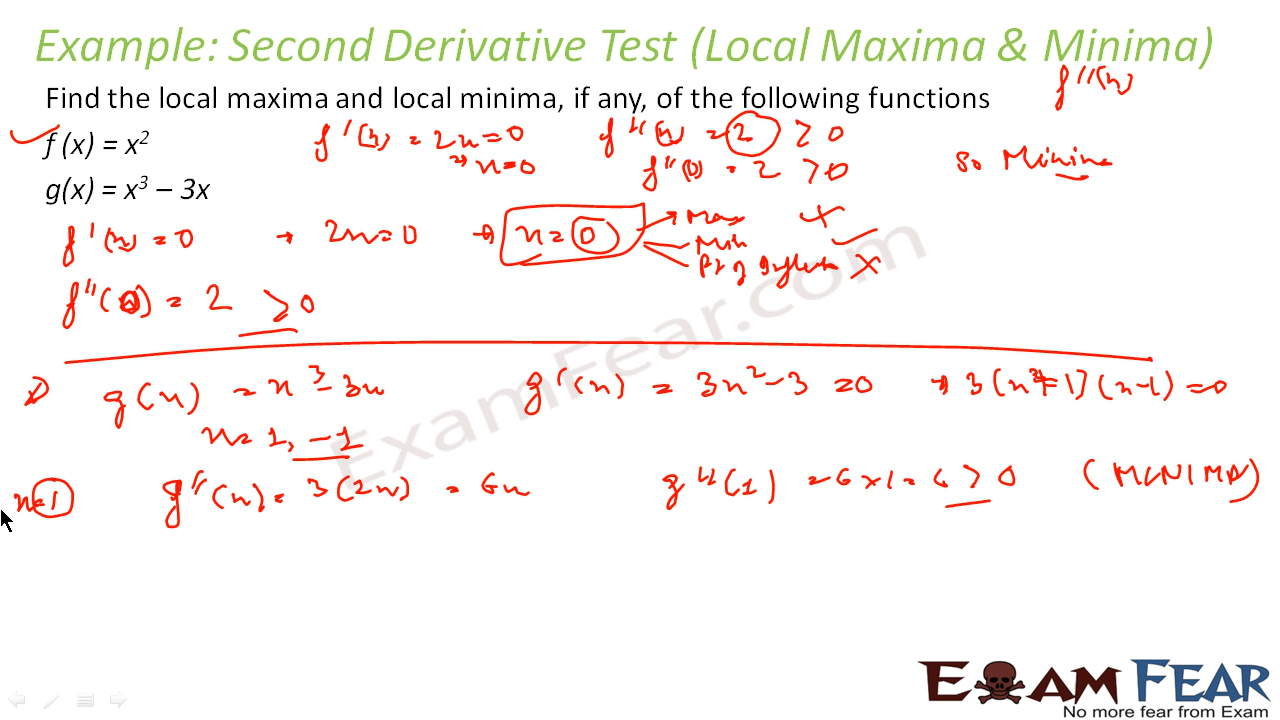 Example: Second Derivative Test (Local Maxima & Minima)
f''(x)
Find the local maxima and local minima, if any, of the following functions
f (x) = x² f'(x) = 2x = 0 f''(x) = 2 > 0
⇒ x = 0 f''(0) = 2 > 0 So Minima
g(x) = x³ – 3x
f'(x) = 0 → 2x = 0 → x = 0 Max ✗
Min ✓
Pt of Inflection ✗
f''(0) = 2 > 0
g(x) = x³ – 3x g'(x) = 3x² – 3 = 0 → 3(x+1)(x–1) = 0
x = 1, –1
x = 1 g''(x) = 3(2x) = 6x g''(1) = 6 x 1 = 6 > 0 (MINIMA)
ExamFear.com
EXAM FEAR
No more fear from Exam